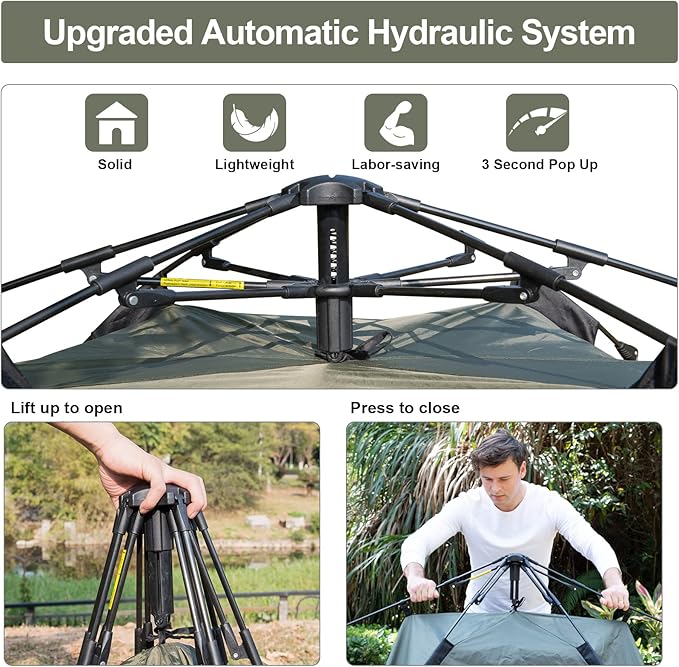 Upgraded Automatic Hydraulic System
Solid
Lightweight
Labor-saving
3 Second Pop Up
Lift up to open
Press to close